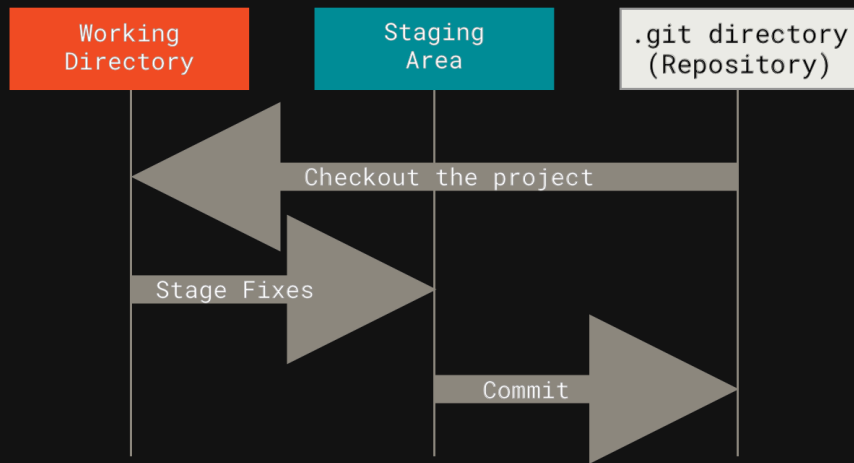 Working
Directory
Staging
Area
.git directory
(Repository)
Checkout the project
Stage Fixes
Commit